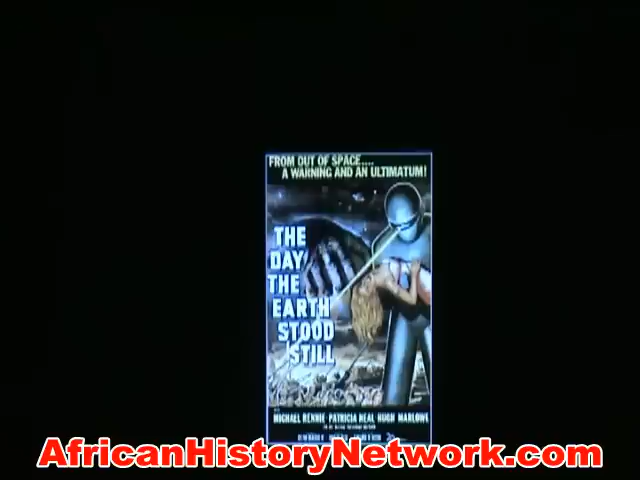 FROM OUT OF SPACE....
A WARNING AND AN ULTIMATUM!
THE
DAY
THE
EARTH
STOOD
STILL
MICHAEL RENNIE · PATRICIA NEAL · HUGH MARLOWE
AfricanHistoryNetwork.com